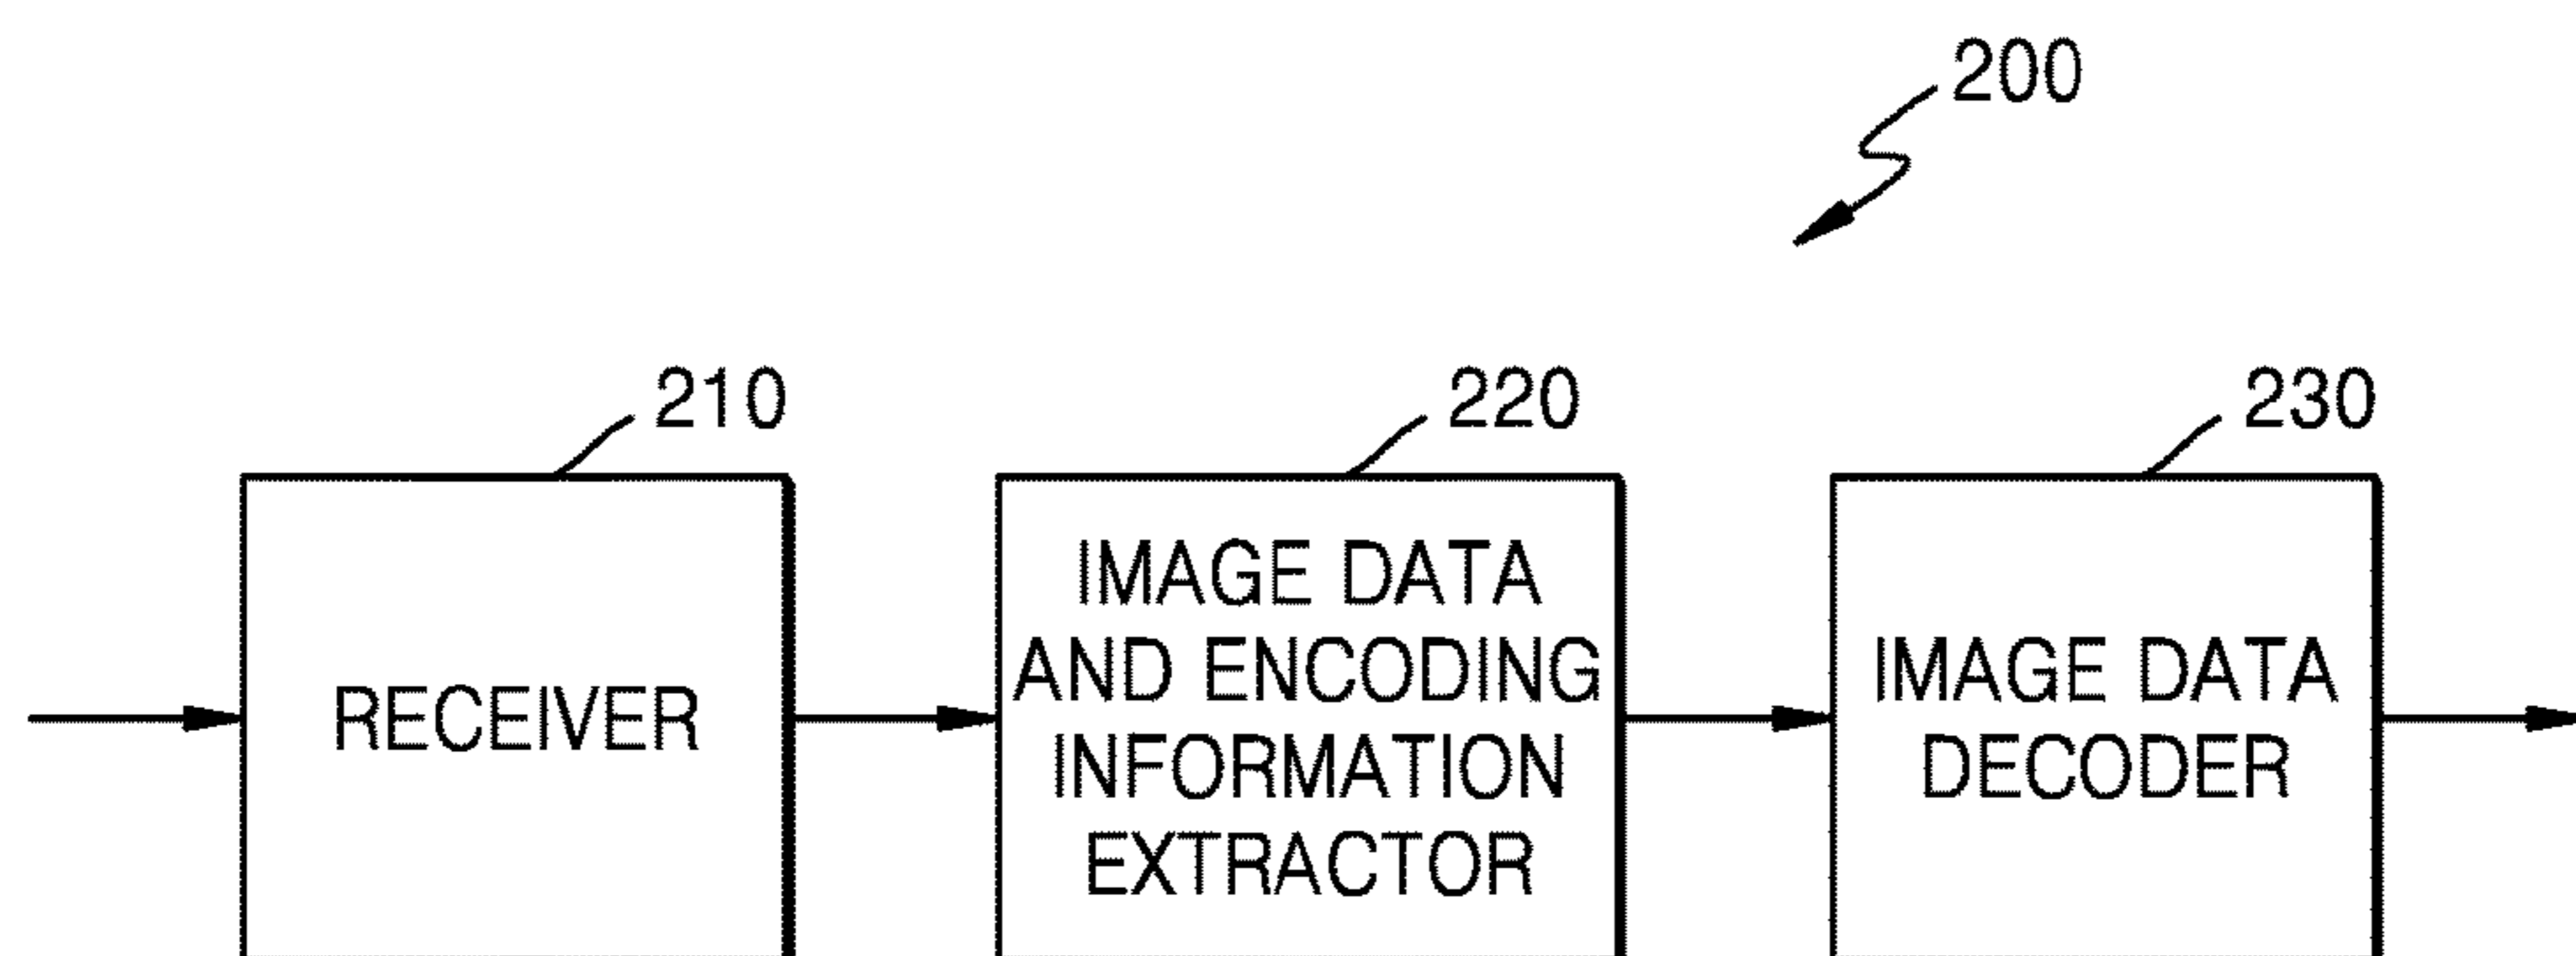 200
210
220
230
RECEIVER
IMAGE DATA
AND ENCODING
INFORMATION
EXTRACTOR
IMAGE DATA
DECODER